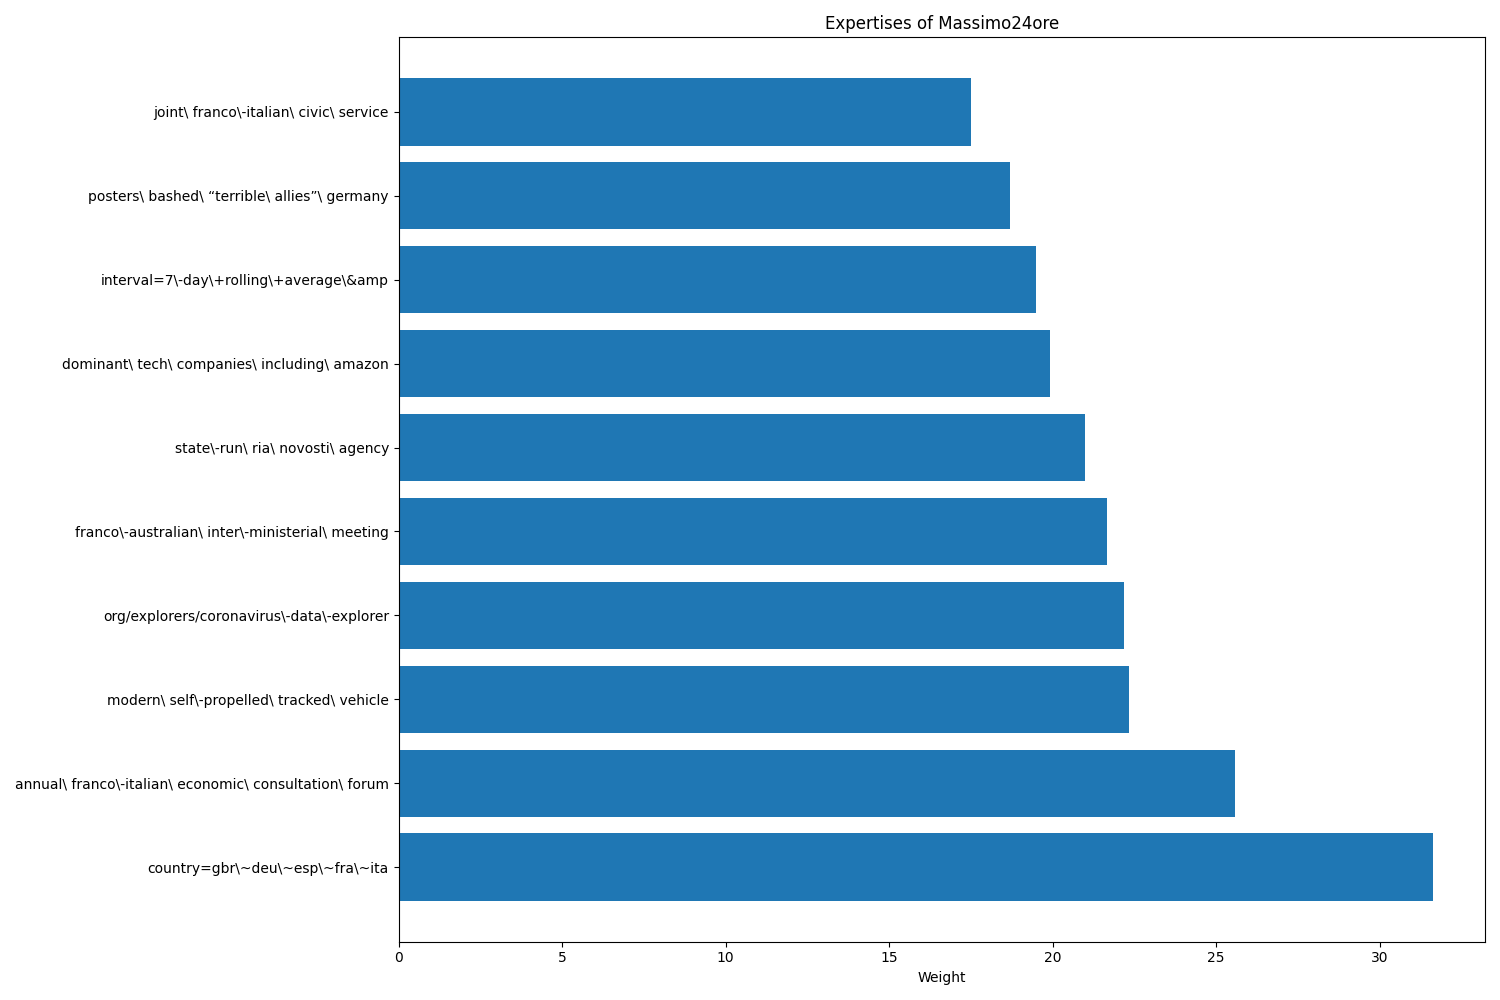 Expertises of Massimo24ore
joint\ franco\-italian\ civic\ service
posters\ bashed\ “terrible\ allies”\ germany
interval=7\-day\+rolling\+average\&amp
dominant\ tech\ companies\ including\ amazon
state\-run\ ria\ novosti\ agency
franco\-australian\ inter\-ministerial\ meeting
org/explorers/coronavirus\-data\-explorer
modern\ self\-propelled\ tracked\ vehicle
annual\ franco\-italian\ economic\ consultation\ forum
country=gbr\~deu\~esp\~fra\~ita
0 5 10 15 20 25 30
Weight